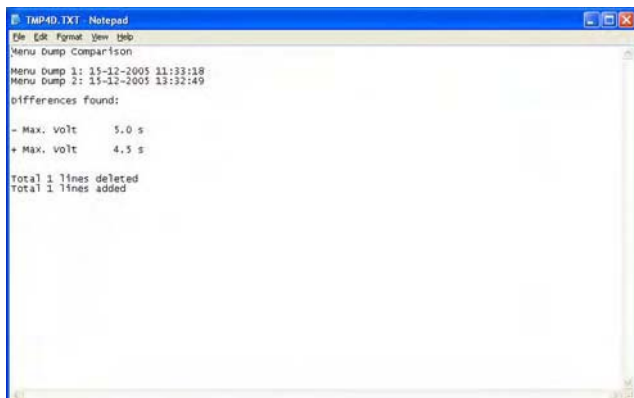 TMP4D.TXT - Notepad
File Edit Format View Help
Menu Dump Comparison
Menu Dump 1: 15-12-2005 11:33:18
Menu Dump 2: 15-12-2005 13:32:49
Differences found:
- Max. Volt 5.0 s
+ Max. Volt 4.5 s
Total 1 lines deleted
Total 1 lines added